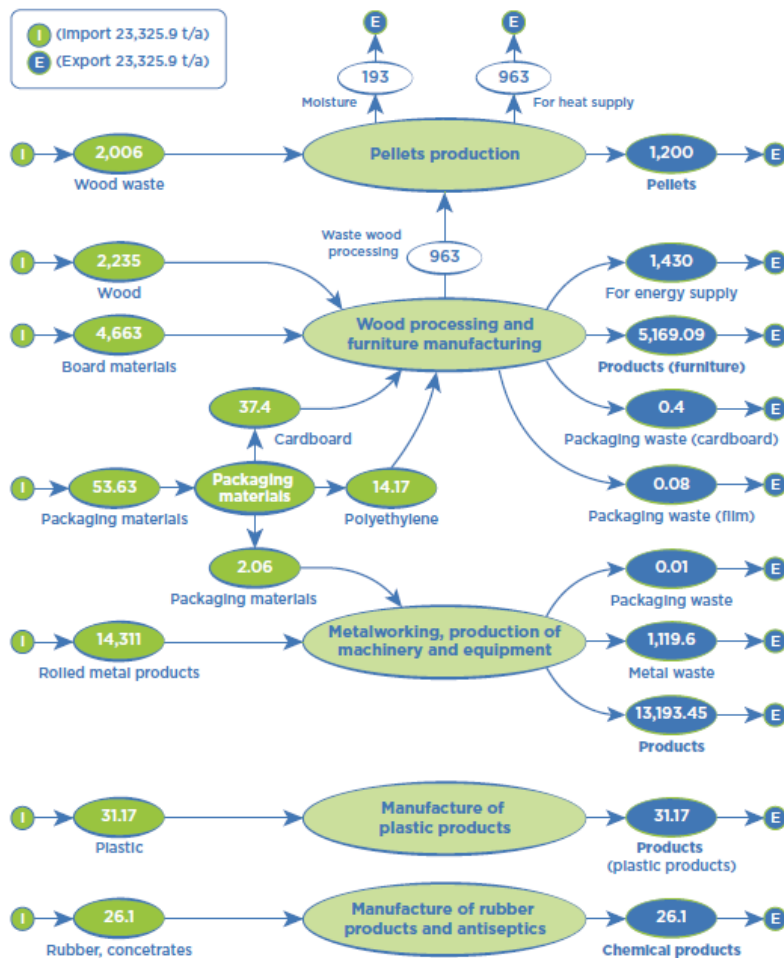 I (Import 23,325.9 t/a)
E (Export 23,325.9 t/a)
E E
193 963
Moisture For heat supply
I 2,006 Pellets production 1,200 E
Wood waste Pellets
Waste wood
processing
963
I 2,235 1,430 E
Wood For energy supply
I 4,663 Wood processing and
furniture manufacturing 5,169.09 E
Board materials Products (furniture)
37.4 0.4 E
Cardboard Packaging waste (cardboard)
I 53.63 Packaging
materials 14.17 0.08 E
Packaging materials Polyethylene Packaging waste (film)
2.06 0.01 E
Packaging materials Packaging waste
I 14,311 Metalworking, production of
machinery and equipment 1,119.6 E
Rolled metal products Metal waste
13,193.45 E
Products
I 31.17 Manufacture of
plastic products 31.17 E
Plastic Products
(plastic products)
I 26.1 Manufacture of rubber
products and antiseptics 26.1 E
Rubber, concetrates Chemical products